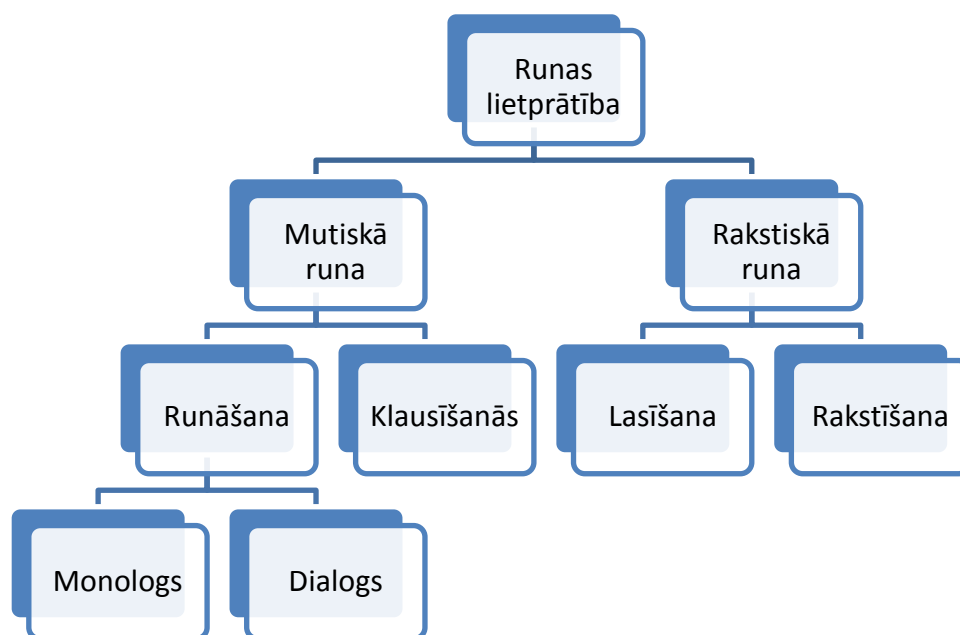 Runas
lietprātība
Mutiskā
runa
Rakstiskā
runa
Runāšana
Klausīšanās
Lasīšana
Rakstīšana
Monologs
Dialogs